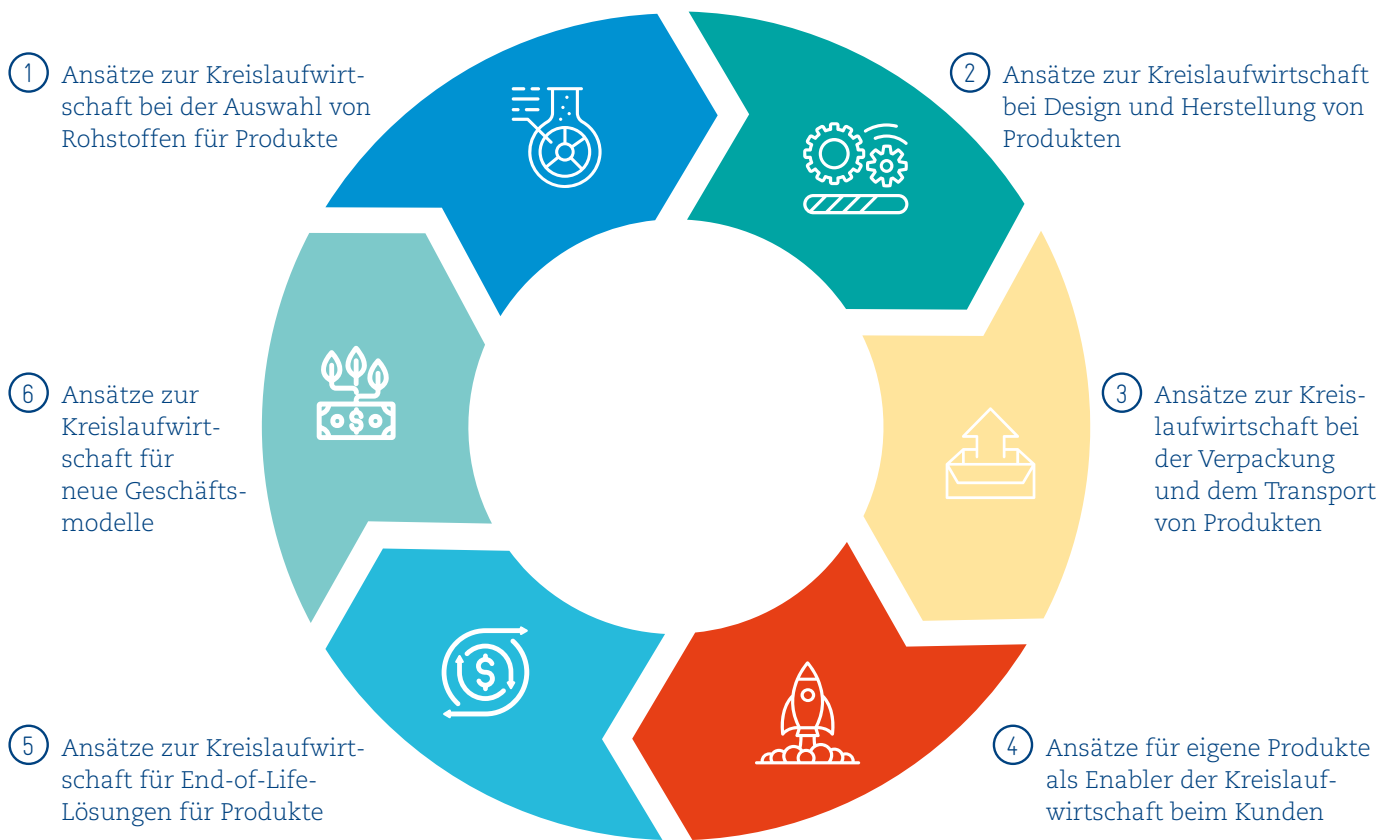 1 Ansätze zur Kreislaufwirt-
schaft bei der Auswahl von
Rohstoffen für Produkte
2 Ansätze zur Kreislaufwirtschaft
bei Design und Herstellung von
Produkten
3 Ansätze zur Kreis-
laufwirtschaft bei
der Verpackung
und dem Transport
von Produkten
4 Ansätze für eigene Produkte
als Enabler der Kreislauf-
wirtschaft beim Kunden
5 Ansätze zur Kreislaufwirt-
schaft für End-of-Life-
Lösungen für Produkte
6 Ansätze zur
Kreislaufwirt-
schaft für
neue Geschäfts-
modelle
$
$